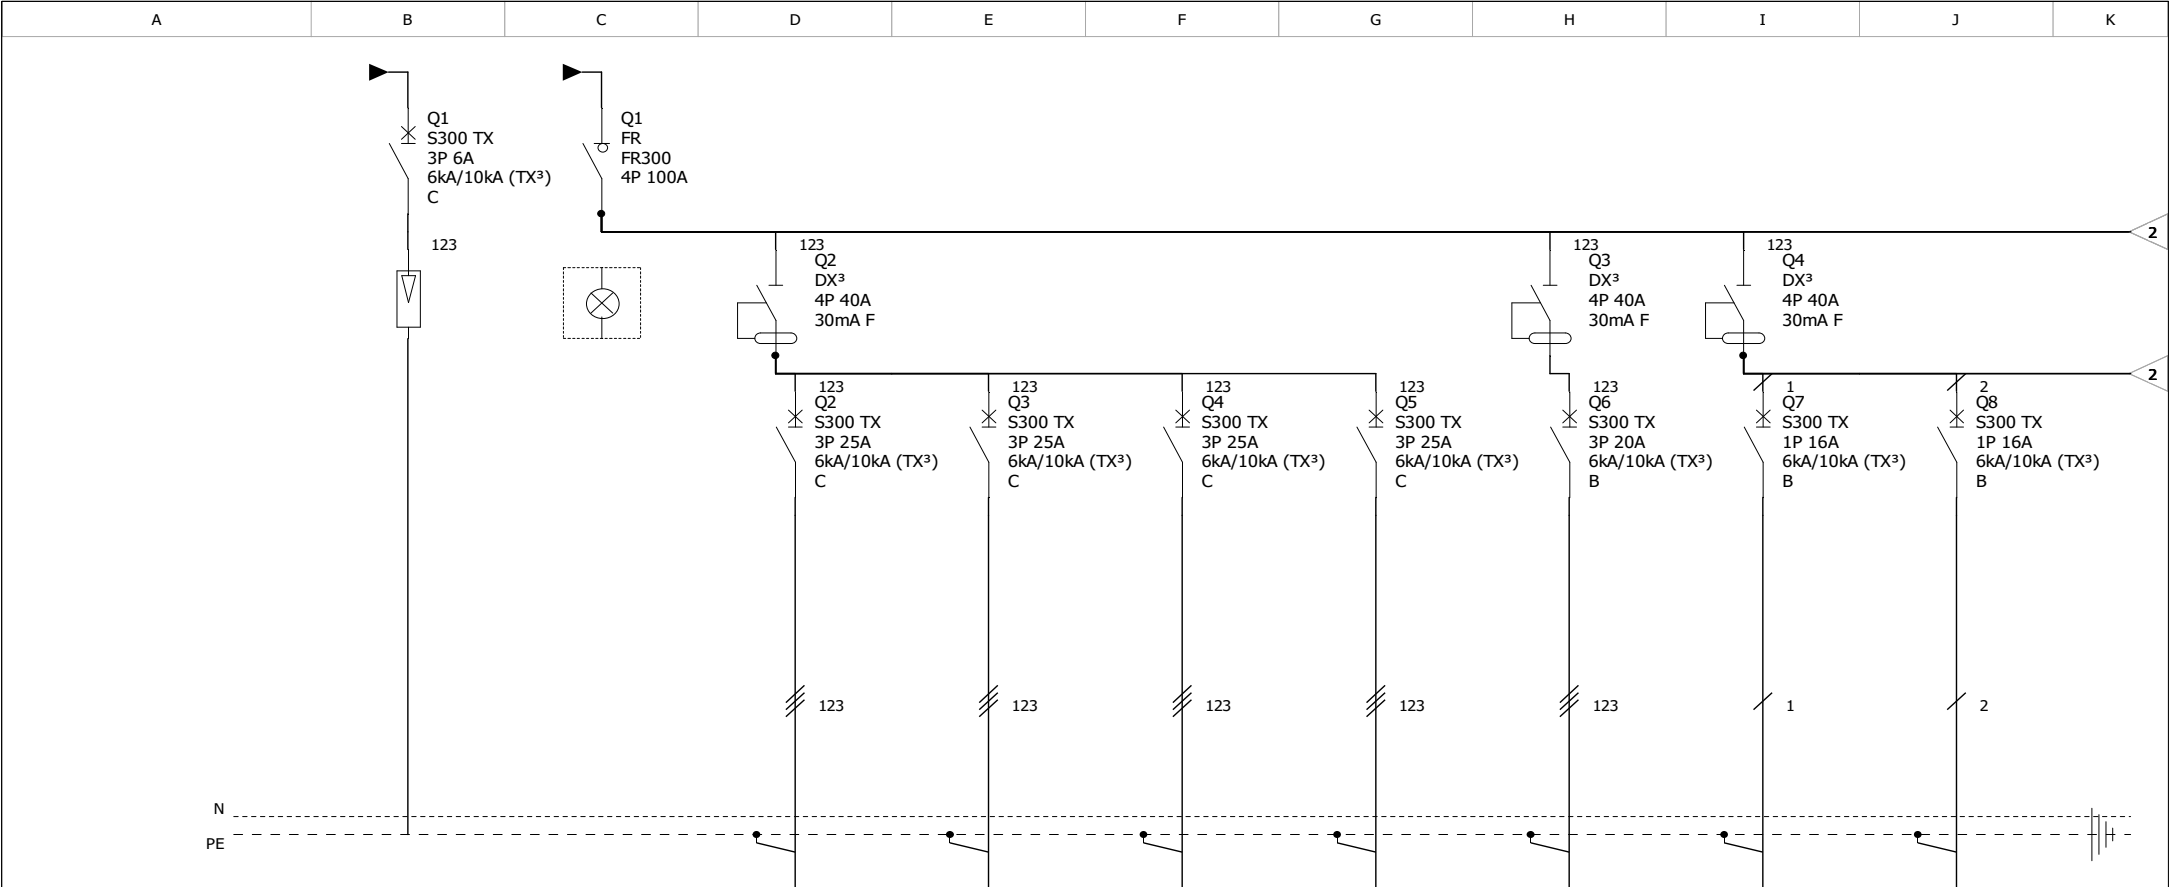 A B C D E F G H I J K
Q1
S300 TX
3P 6A
6kA/10kA (TX³)
C
123
Q1
FR
FR300
4P 100A
2
123
Q2
DX³
4P 40A
30mA F
123
Q3
DX³
4P 40A
30mA F
123
Q4
DX³
4P 40A
30mA F
2
123
Q2
S300 TX
3P 25A
6kA/10kA (TX³)
C
123
Q3
S300 TX
3P 25A
6kA/10kA (TX³)
C
123
Q4
S300 TX
3P 25A
6kA/10kA (TX³)
C
123
Q5
S300 TX
3P 25A
6kA/10kA (TX³)
C
123
Q6
S300 TX
3P 20A
6kA/10kA (TX³)
B
1
Q7
S300 TX
1P 16A
6kA/10kA (TX³)
B
2
Q8
S300 TX
1P 16A
6kA/10kA (TX³)
B
123 123 123 123 123 1 2
N
PE